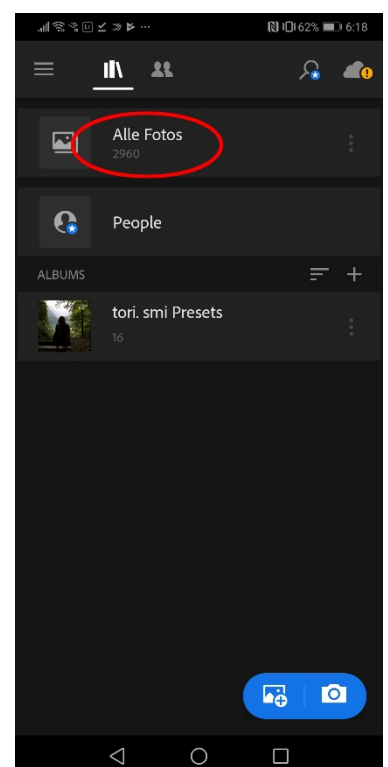 62% 6:18
Alle Fotos
2960
People
ALBUMS
tori. smi Presets
16